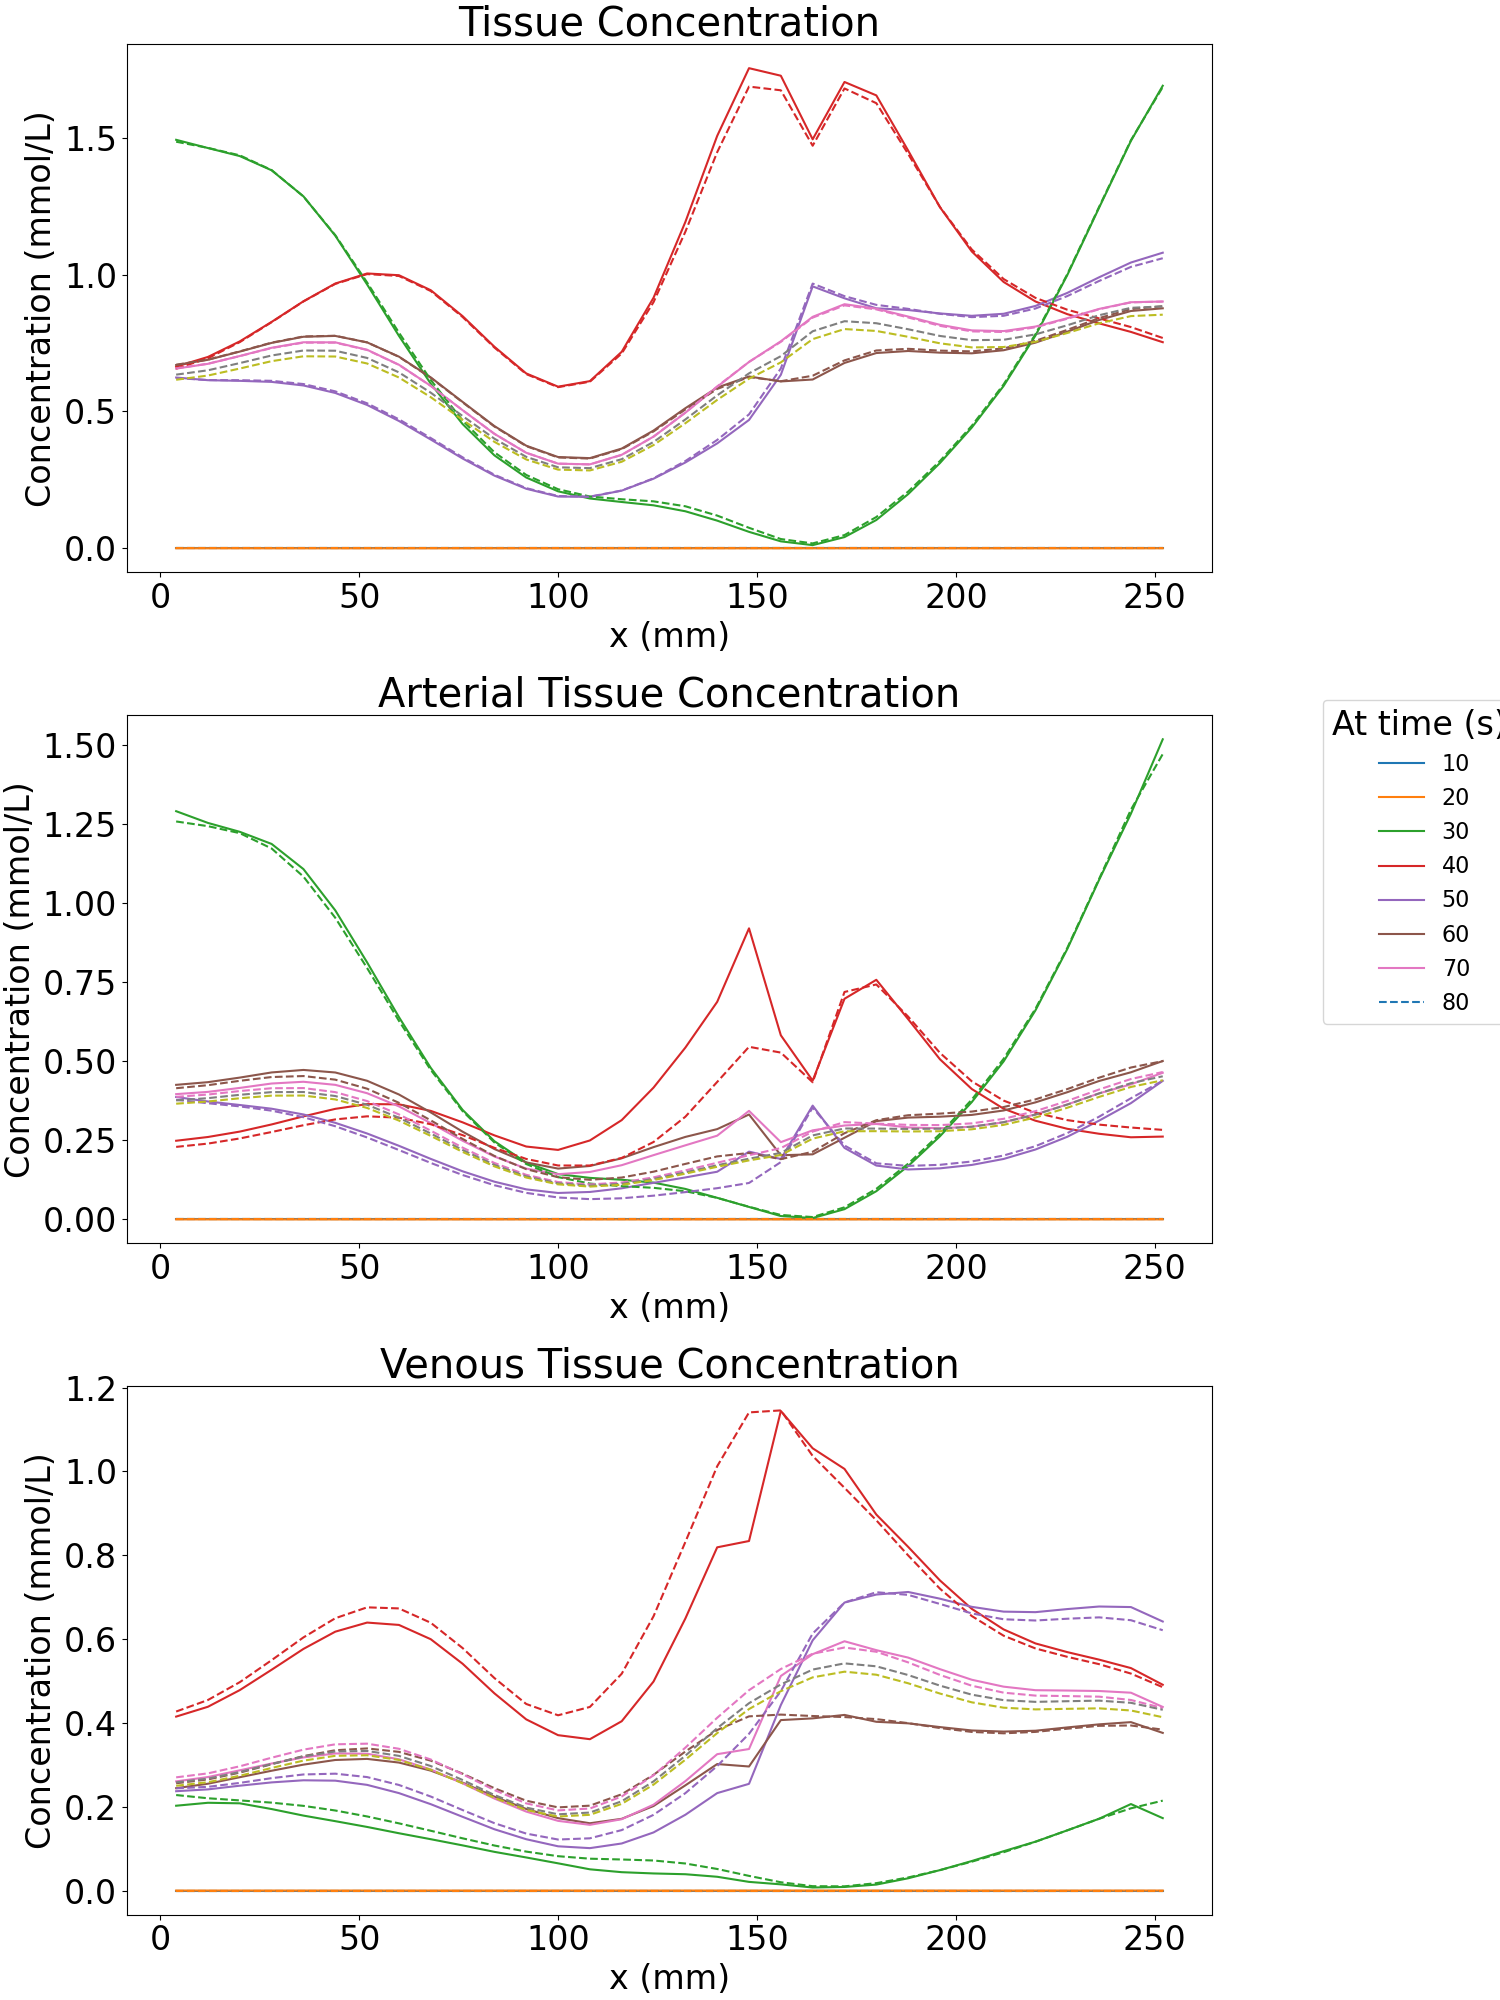 Tissue Concentration
Concentration (mmol/L)
1.5
1.0
0.5
0.0
0 50 100 150 200 250
x (mm)
Arterial Tissue Concentration
Concentration (mmol/L)
1.50
1.25
1.00
0.75
0.50
0.25
0.00
0 50 100 150 200 250
x (mm)
At time (s)
10
20
30
40
50
60
70
80
Venous Tissue Concentration
Concentration (mmol/L)
1.2
1.0
0.8
0.6
0.4
0.2
0.0
0 50 100 150 200 250
x (mm)